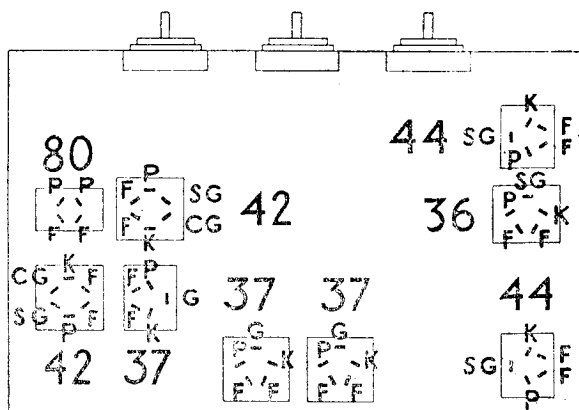 K
44 SG F
P F
80 P
P P F SG 42 SG
F CG 36 P K
F F K F F
CG K F P
F G 37 37 44
SG F F G G K
P K P K P K SG F
42 37 F F F F F
P